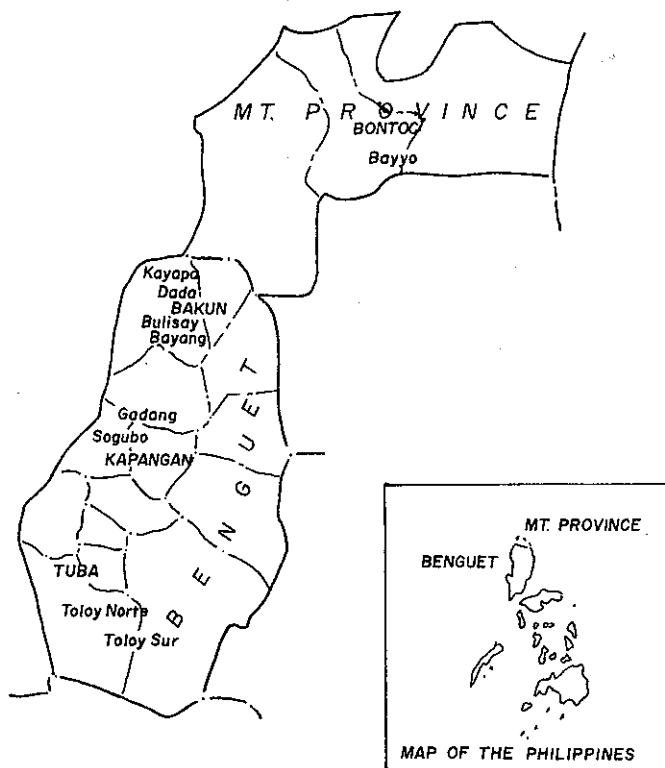 MT. PROVINCE
BONTOC
Bayyo
Kayapa
Dada
BAKUN
Bulisay
Bayang
Gadang
Sogubo
KAPANGAN
BENGUET
TUBA
Toloy Norte
Toloy Sur
MT. PROVINCE
BENGUET
MAP OF THE PHILIPPINES